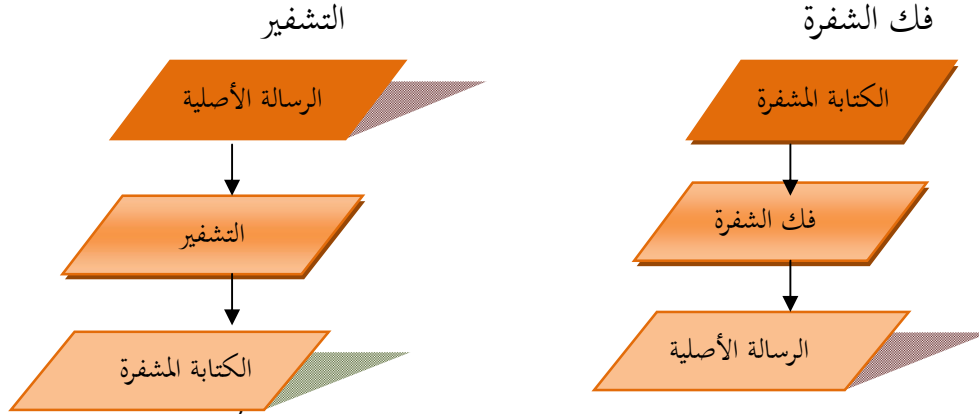 فك الشفرة
الكتابة المشفرة
فك الشفرة
الرسالة الأصلية
التشفير
الرسالة الأصلية
التشفير
الكتابة المشفرة